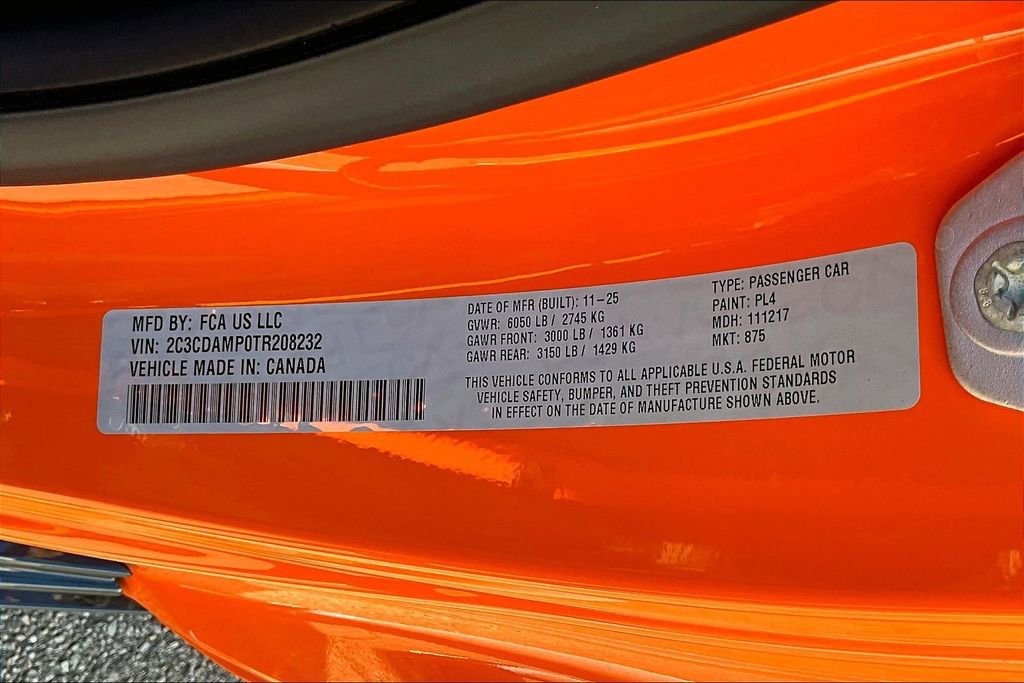 MFD BY: FCA US LLC
VIN: 2C3CDAMP0TR208232
VEHICLE MADE IN: CANADA
DATE OF MFR (BUILT): 11-25
GVWR: 6050 LB / 2745 KG
GAWR FRONT: 3000 LB / 1361 KG
GAWR REAR: 3150 LB / 1429 KG
TYPE: PASSENGER CAR
PAINT: PL4
MDH: 111217
MKT: 875
THIS VEHICLE CONFORMS TO ALL APPLICABLE U.S.A. FEDERAL MOTOR
VEHICLE SAFETY, BUMPER, AND THEFT PREVENTION STANDARDS
IN EFFECT ON THE DATE OF MANUFACTURE SHOWN ABOVE.